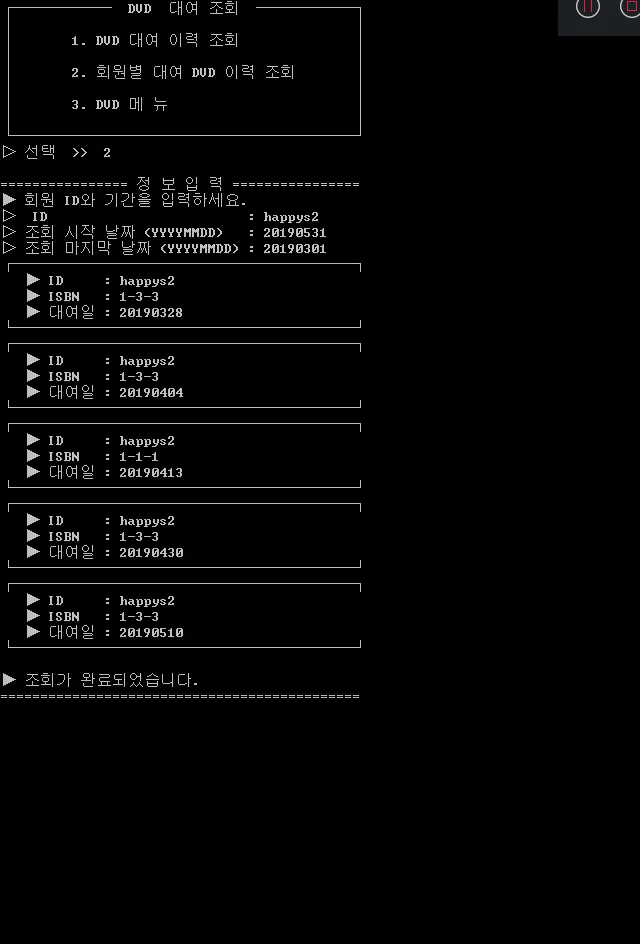 DVD 대여 조회
1. DVD 대여 이력 조회
2. 회원별 대여 DVD 이력 조회
3. DVD 메 뉴
▷ 선택 >> 2
================ 정 보 입 력 ================
▶ 회원 ID와 기간을 입력하세요.
▷ ID : happys2
▷ 조회 시작 날짜 (YYYYMMDD) : 20190531
▷ 조회 마지막 날짜 (YYYYMMDD) : 20190301
▶ ID : happys2
▶ ISBN : 1-3-3
▶ 대여일 : 20190328
▶ ID : happys2
▶ ISBN : 1-3-3
▶ 대여일 : 20190404
▶ ID : happys2
▶ ISBN : 1-1-1
▶ 대여일 : 20190413
▶ ID : happys2
▶ ISBN : 1-3-3
▶ 대여일 : 20190430
▶ ID : happys2
▶ ISBN : 1-3-3
▶ 대여일 : 20190510
▶ 조회가 완료되었습니다.
=============================================